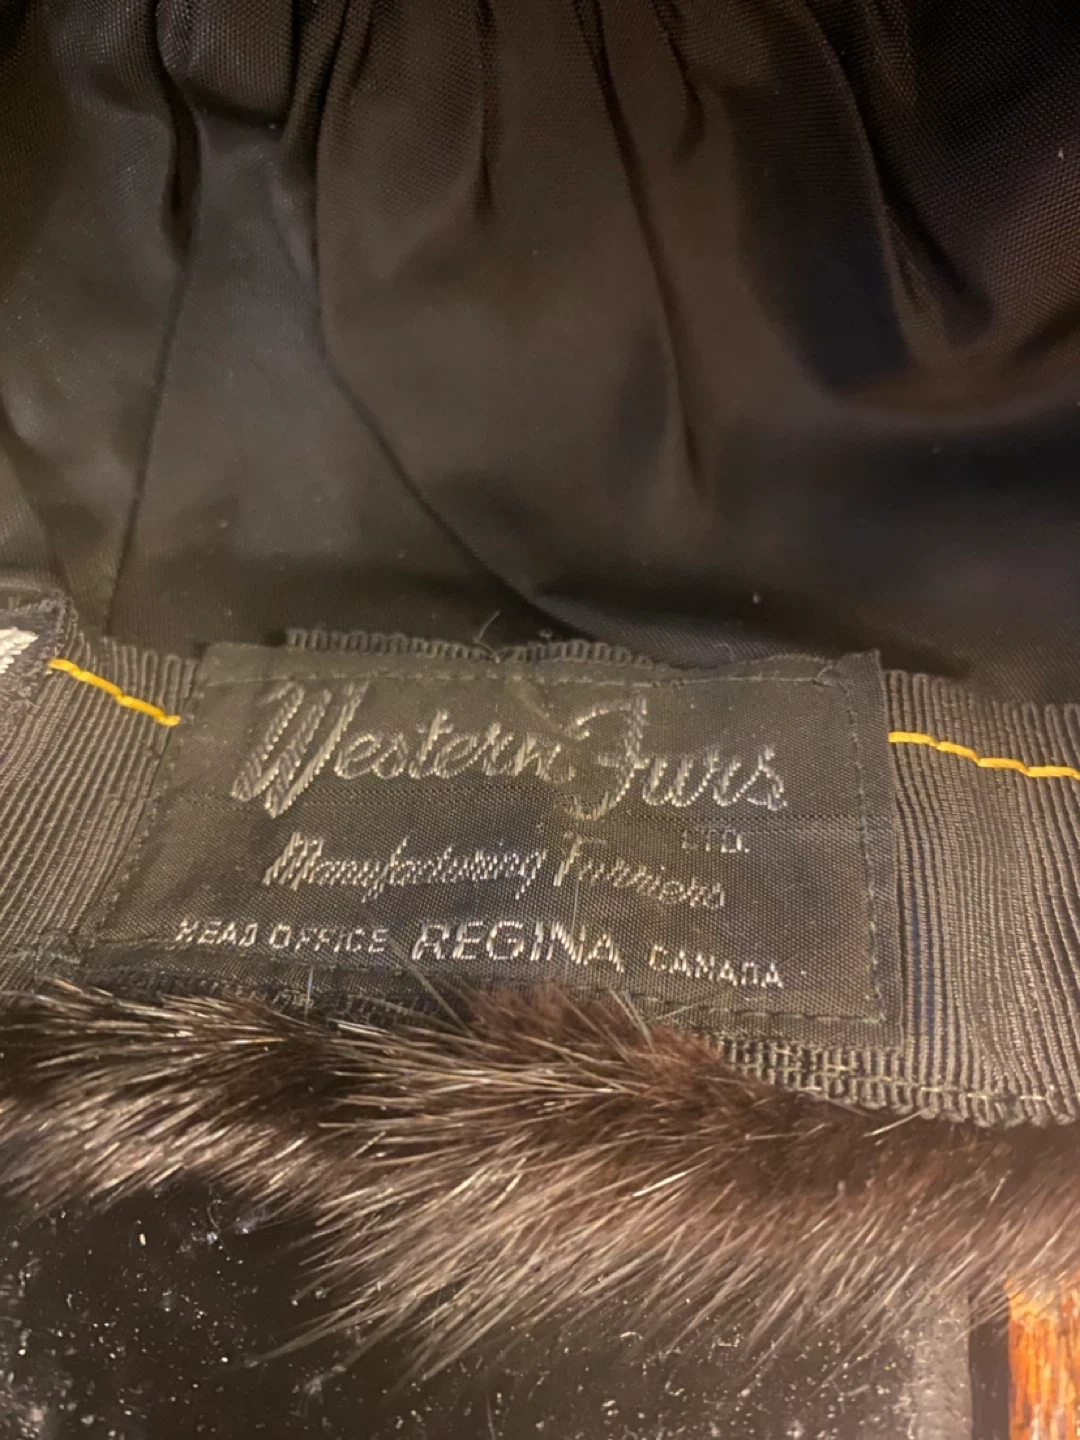 Western Furs
LTD.
Manufacturing Furriers
HEAD OFFICE REGINA CANADA